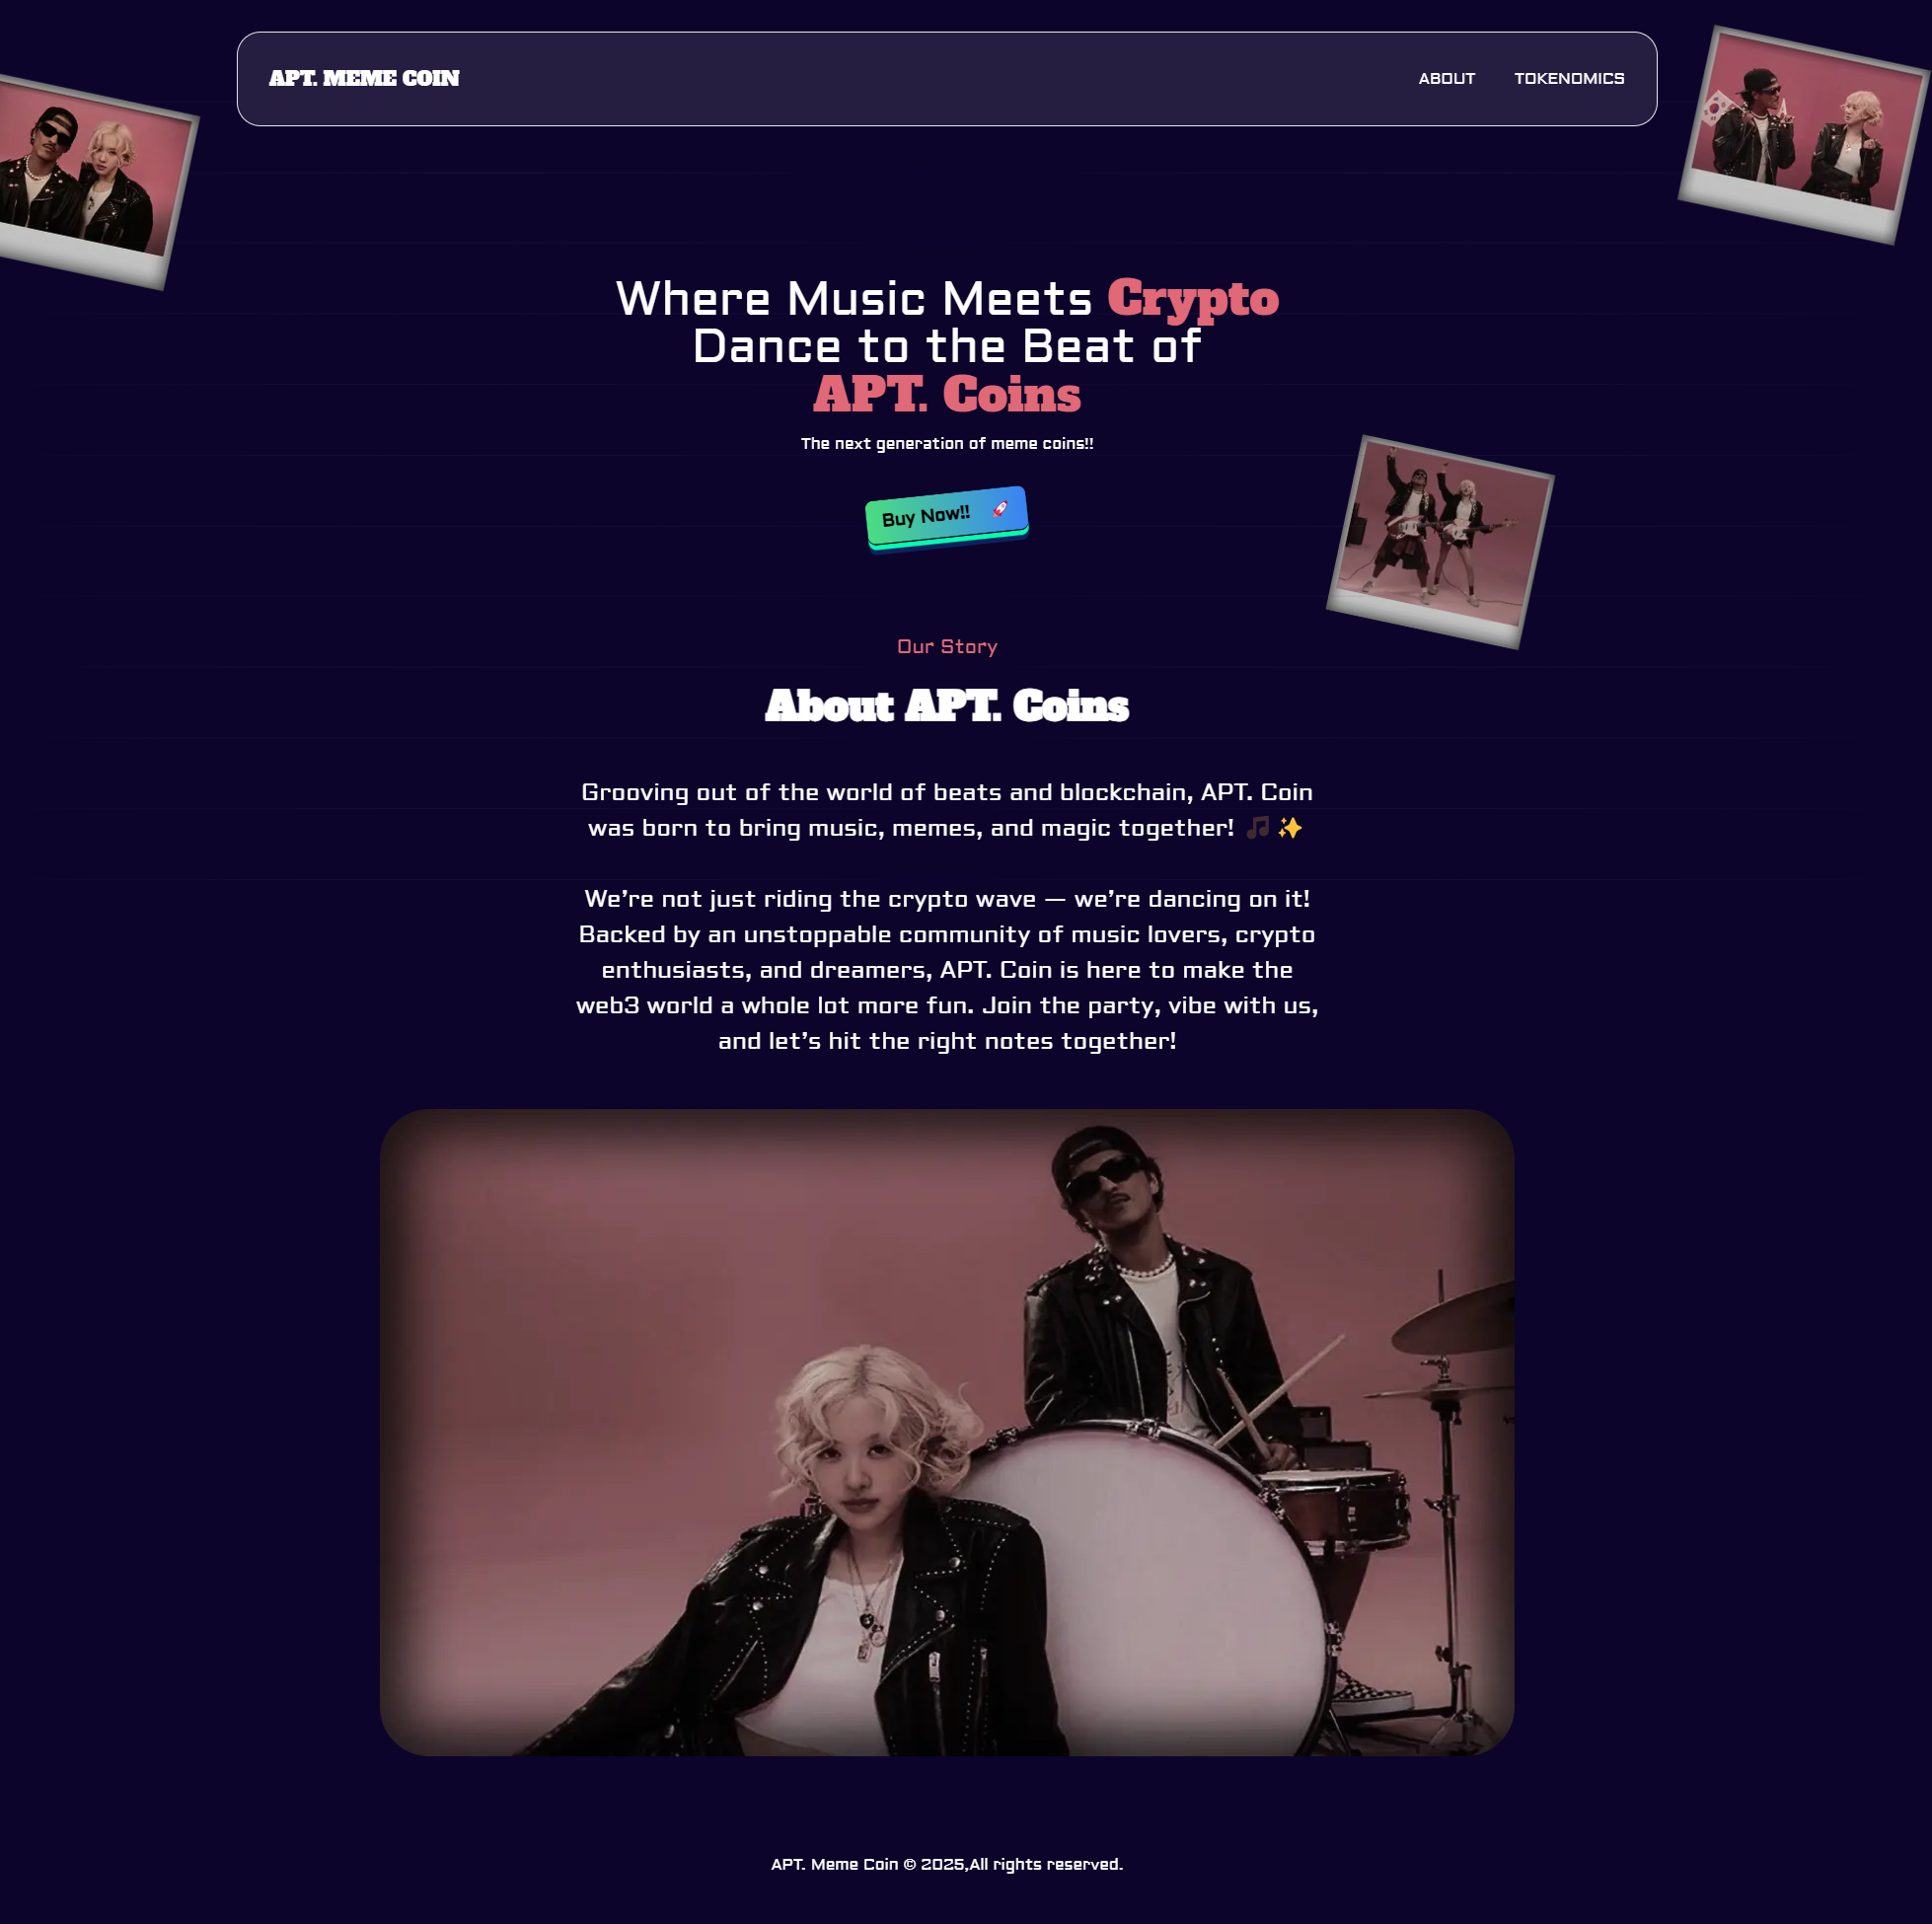 APT. MEME COIN
ABOUT
TOKENOMICS
Where Music Meets Crypto
Dance to the Beat of
APT. Coins
The next generation of meme coins!!
Buy Now!! 🚀
Our Story
About APT. Coins
Grooving out of the world of beats and blockchain, APT. Coin
was born to bring music, memes, and magic together! 🎵✨
We’re not just riding the crypto wave — we’re dancing on it!
Backed by an unstoppable community of music lovers, crypto
enthusiasts, and dreamers, APT. Coin is here to make the
web3 world a whole lot more fun. Join the party, vibe with us,
and let’s hit the right notes together!
APT. Meme Coin © 2025,All rights reserved.